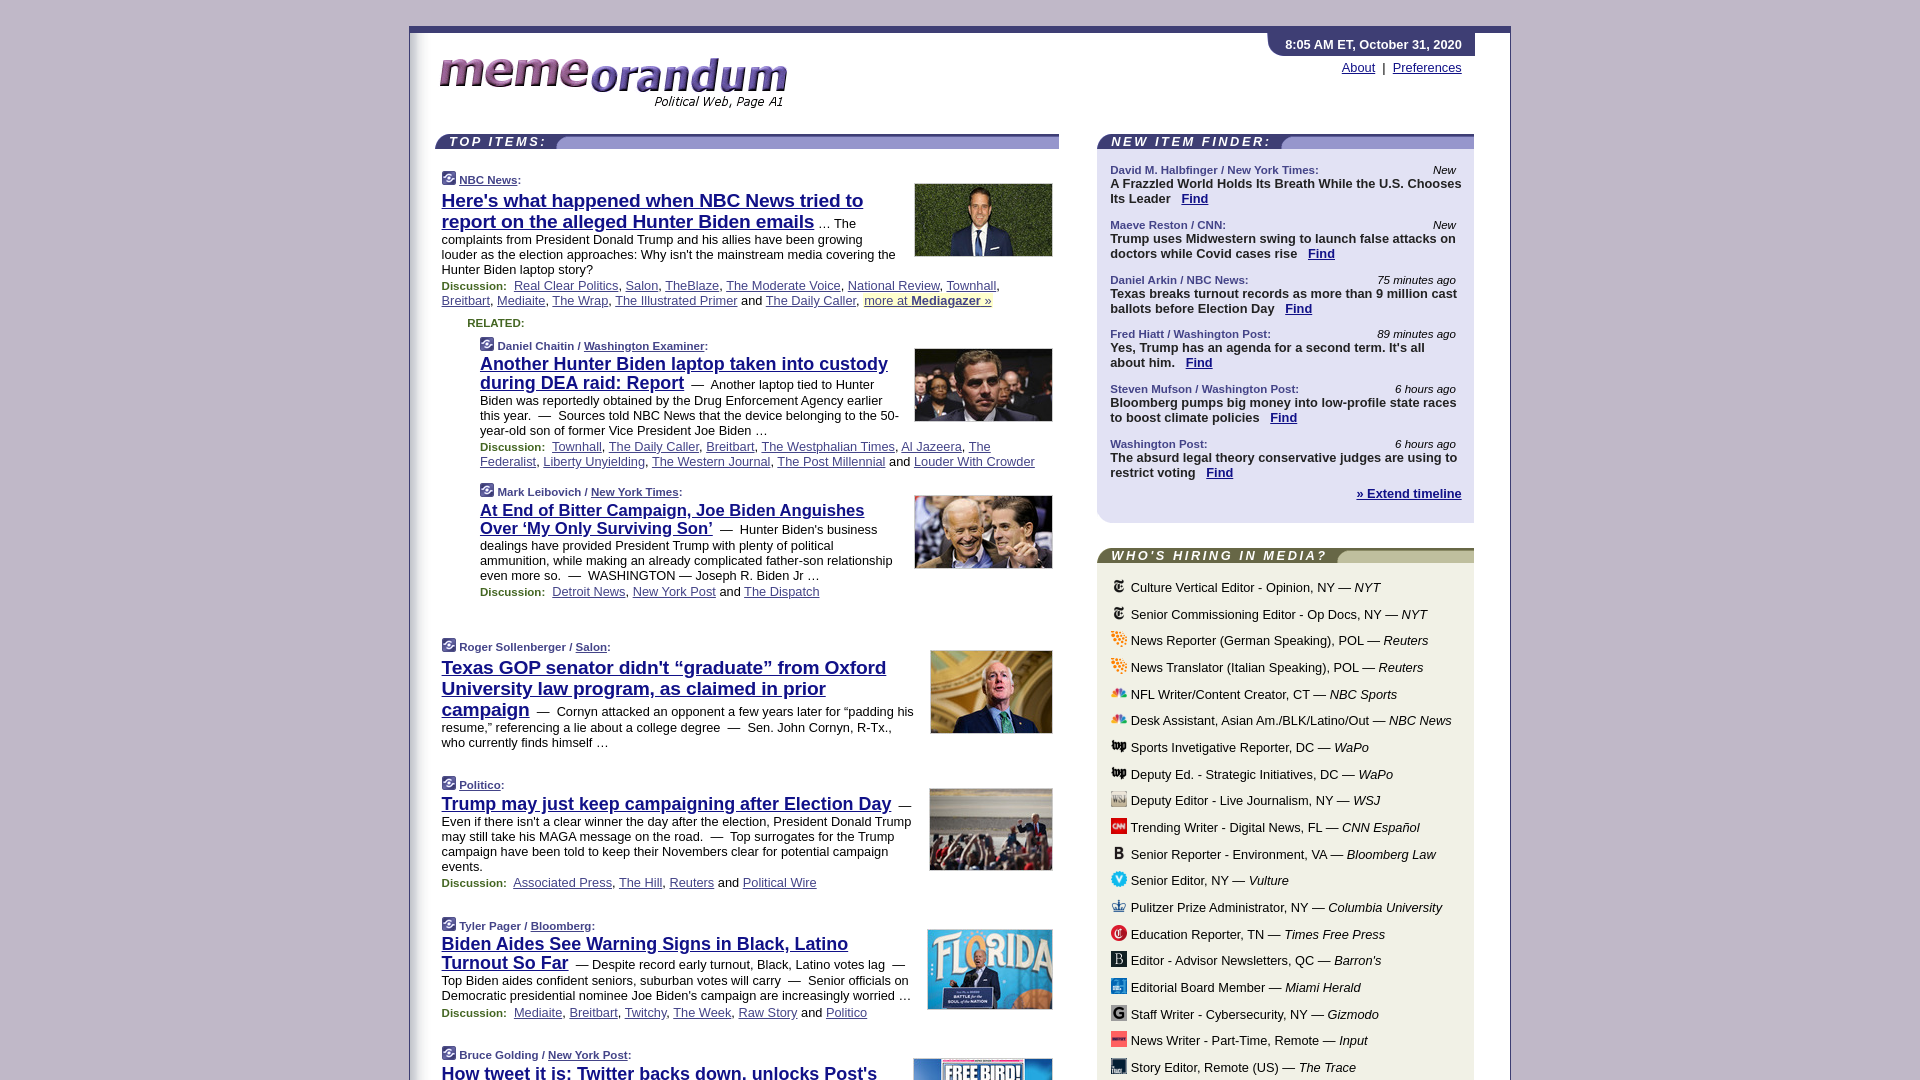 8:05 AM ET, October 31, 2020
About | Preferences
memeorandum
Political Web, Page A1
TOP ITEMS:
NBC News:
Here's what happened when NBC News tried to
report on the alleged Hunter Biden emails … The
complaints from President Donald Trump and his allies have been growing
louder as the election approaches: Why isn't the mainstream media covering the
Hunter Biden laptop story?
Discussion: Real Clear Politics, Salon, TheBlaze, The Moderate Voice, National Review, Townhall,
Breitbart, Mediaite, The Wrap, The Illustrated Primer and The Daily Caller, more at Mediagazer »
RELATED:
Daniel Chaitin / Washington Examiner:
Another Hunter Biden laptop taken into custody
during DEA raid: Report — Another laptop tied to Hunter
Biden was reportedly obtained by the Drug Enforcement Agency earlier
this year. — Sources told NBC News that the device belonging to the 50-
year-old son of former Vice President Joe Biden …
Discussion: Townhall, The Daily Caller, Breitbart, The Westphalian Times, Al Jazeera, The
Federalist, Liberty Unyielding, The Western Journal, The Post Millennial and Louder With Crowder
Mark Leibovich / New York Times:
At End of Bitter Campaign, Joe Biden Anguishes
Over ‘My Only Surviving Son’ — Hunter Biden's business
dealings have provided President Trump with plenty of political
ammunition, while making an already complicated father-son relationship
even more so. — WASHINGTON — Joseph R. Biden Jr …
Discussion: Detroit News, New York Post and The Dispatch
Roger Sollenberger / Salon:
Texas GOP senator didn't “graduate” from Oxford
University law program, as claimed in prior
campaign — Cornyn attacked an opponent a few years later for “padding his
resume,” referencing a lie about a college degree — Sen. John Cornyn, R-Tx.,
who currently finds himself …
Politico:
Trump may just keep campaigning after Election Day —
Even if there isn't a clear winner the day after the election, President Donald Trump
may still take his MAGA message on the road. — Top surrogates for the Trump
campaign have been told to keep their Novembers clear for potential campaign
events.
Discussion: Associated Press, The Hill, Reuters and Political Wire
Tyler Pager / Bloomberg:
Biden Aides See Warning Signs in Black, Latino
Turnout So Far — Despite record early turnout, Black, Latino votes lag —
Top Biden aides confident seniors, suburban votes will carry — Senior officials on
Democratic presidential nominee Joe Biden's campaign are increasingly worried …
Discussion: Mediaite, Breitbart, Twitchy, The Week, Raw Story and Politico
FLORIDA
BATTLE for the
SOUL of the NATION
Bruce Golding / New York Post:
How tweet it is: Twitter backs down, unlocks Post's
FREE BIRD!
NEW ITEM FINDER:
David M. Halbfinger / New York Times: New
A Frazzled World Holds Its Breath While the U.S. Chooses
Its Leader Find
Maeve Reston / CNN: New
Trump uses Midwestern swing to launch false attacks on
doctors while Covid cases rise Find
Daniel Arkin / NBC News: 75 minutes ago
Texas breaks turnout records as more than 9 million cast
ballots before Election Day Find
Fred Hiatt / Washington Post: 89 minutes ago
Yes, Trump has an agenda for a second term. It's all
about him. Find
Steven Mufson / Washington Post: 6 hours ago
Bloomberg pumps big money into low-profile state races
to boost climate policies Find
Washington Post: 6 hours ago
The absurd legal theory conservative judges are using to
restrict voting Find
» Extend timeline
WHO'S HIRING IN MEDIA?
Culture Vertical Editor - Opinion, NY — NYT
Senior Commissioning Editor - Op Docs, NY — NYT
News Reporter (German Speaking), POL — Reuters
News Translator (Italian Speaking), POL — Reuters
NFL Writer/Content Creator, CT — NBC Sports
Desk Assistant, Asian Am./BLK/Latino/Out — NBC News
Sports Invetigative Reporter, DC — WaPo
Deputy Ed. - Strategic Initiatives, DC — WaPo
Deputy Editor - Live Journalism, NY — WSJ
Trending Writer - Digital News, FL — CNN Español
Senior Reporter - Environment, VA — Bloomberg Law
Senior Editor, NY — Vulture
Pulitzer Prize Administrator, NY — Columbia University
Education Reporter, TN — Times Free Press
Editor - Advisor Newsletters, QC — Barron's
Editorial Board Member — Miami Herald
Staff Writer - Cybersecurity, NY — Gizmodo
News Writer - Part-Time, Remote — Input
Story Editor, Remote (US) — The Trace